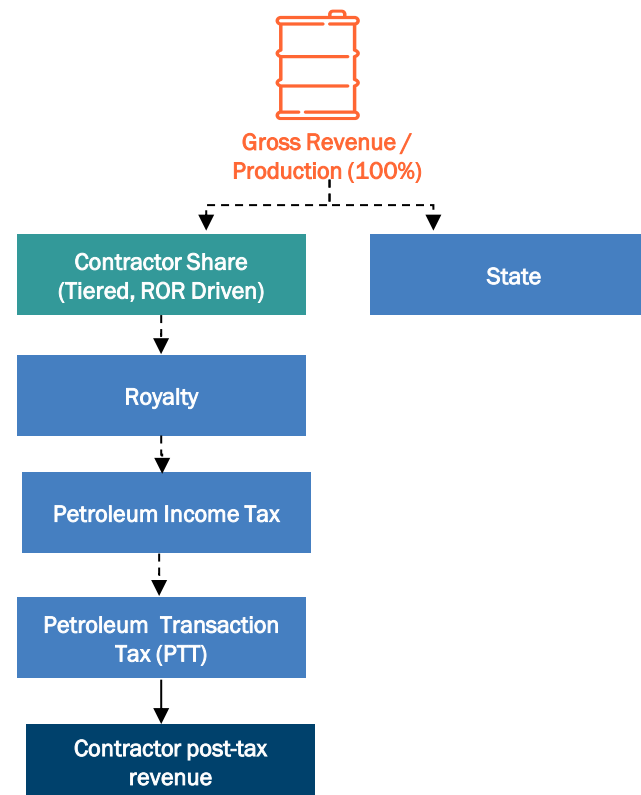 Gross Revenue /
Production (100%)
Contractor Share
(Tiered, ROR Driven)
State
Royalty
Petroleum Income Tax
Petroleum Transaction
Tax (PTT)
Contractor post-tax
revenue